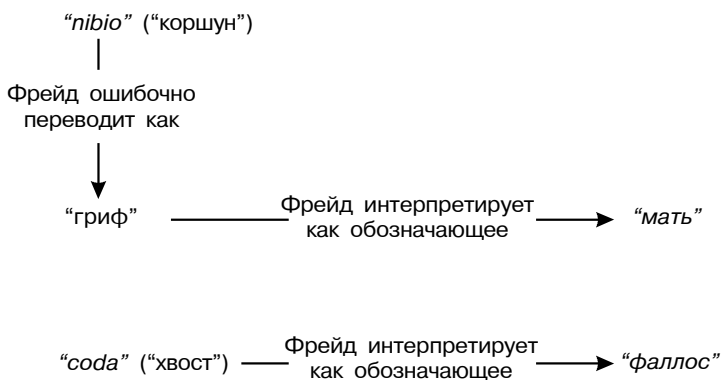 “nibio” (“коршун”)
Фрейд ошибочно
переводит как
“гриф”
Фрейд интерпретирует
как обозначающее
“мать”
“coda” (“хвост”)
Фрейд интерпретирует
как обозначающее
“фаллос”